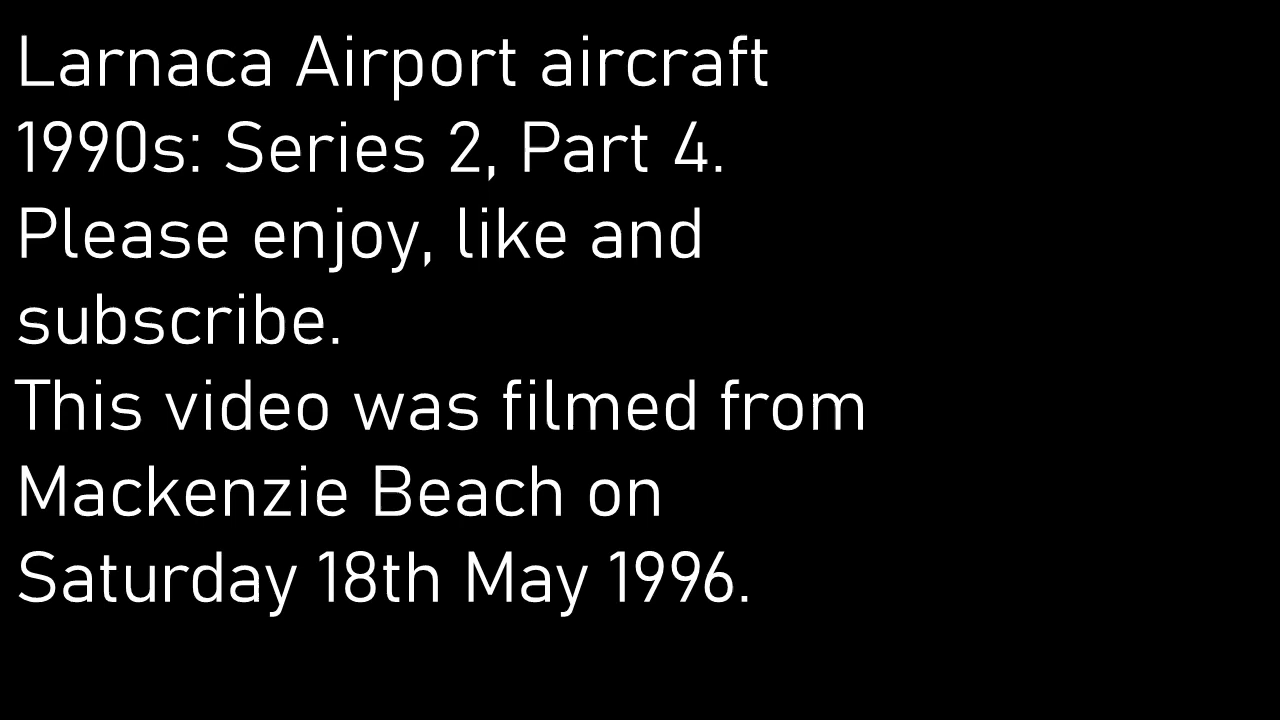 Larnaca Airport aircraft
1990s: Series 2, Part 4.
Please enjoy, like and
subscribe.
This video was filmed from
Mackenzie Beach on
Saturday 18th May 1996.